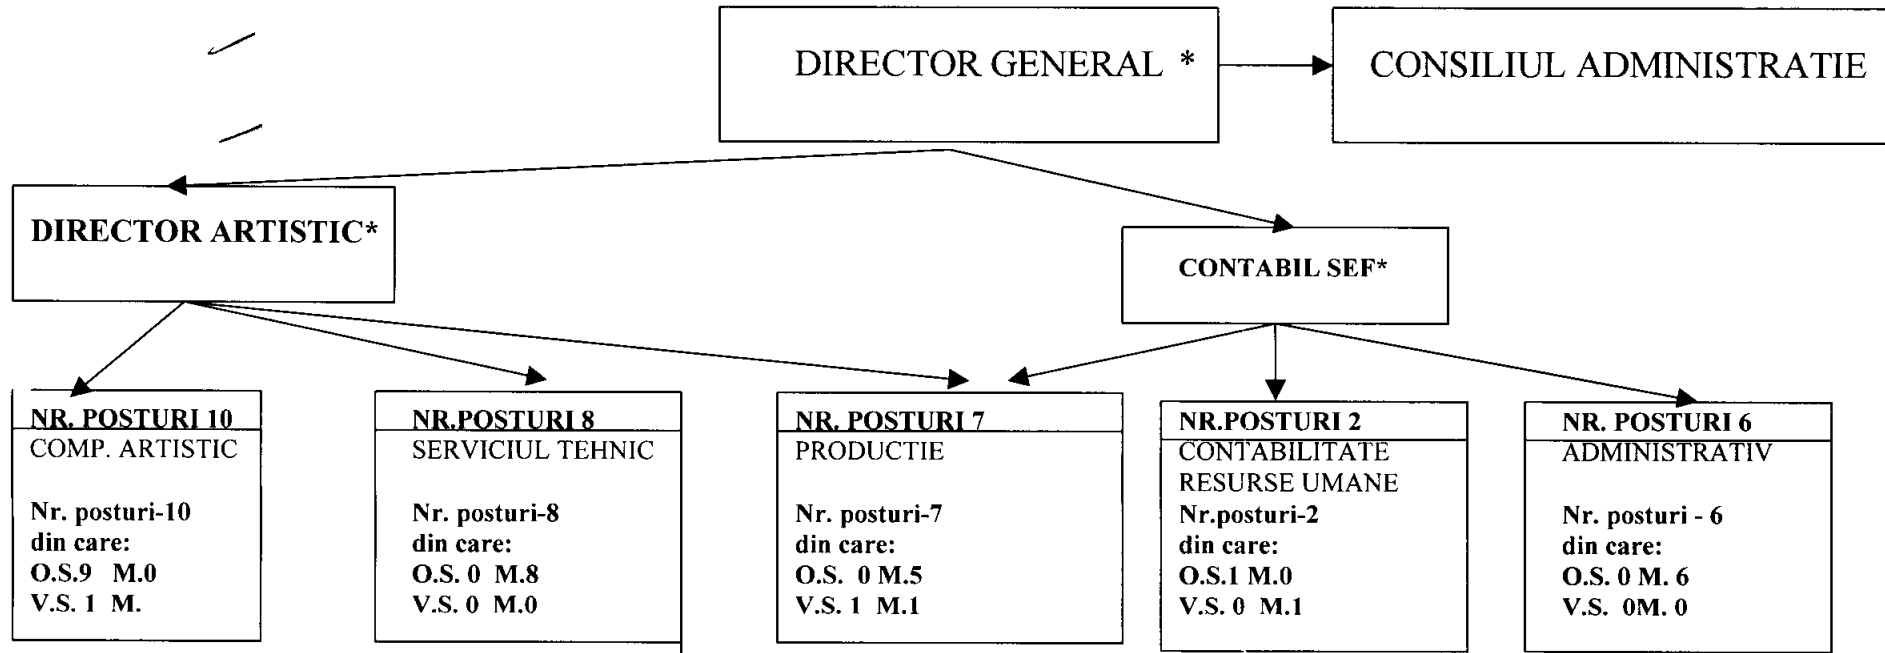 DIRECTOR GENERAL *
CONSILIUL ADMINISTRATIE
DIRECTOR ARTISTIC*
CONTABIL SEF*
NR. POSTURI 10
COMP. ARTISTIC
Nr. posturi-10
din care:
O.S.9 M.0
V.S. 1 M.
NR.POSTURI 8
SERVICIUL TEHNIC
Nr. posturi-8
din care:
O.S. 0 M.8
V.S. 0 M.0
NR. POSTURI 7
PRODUCTIE
Nr. posturi-7
din care:
O.S. 0 M.5
V.S. 1 M.1
NR.POSTURI 2
CONTABILITATE
RESURSE UMANE
Nr.posturi-2
din care:
O.S.1 M.0
V.S. 0 M.1
NR. POSTURI 6
ADMINISTRATIV
Nr. posturi - 6
din care:
O.S. 0 M. 6
V.S. 0M. 0